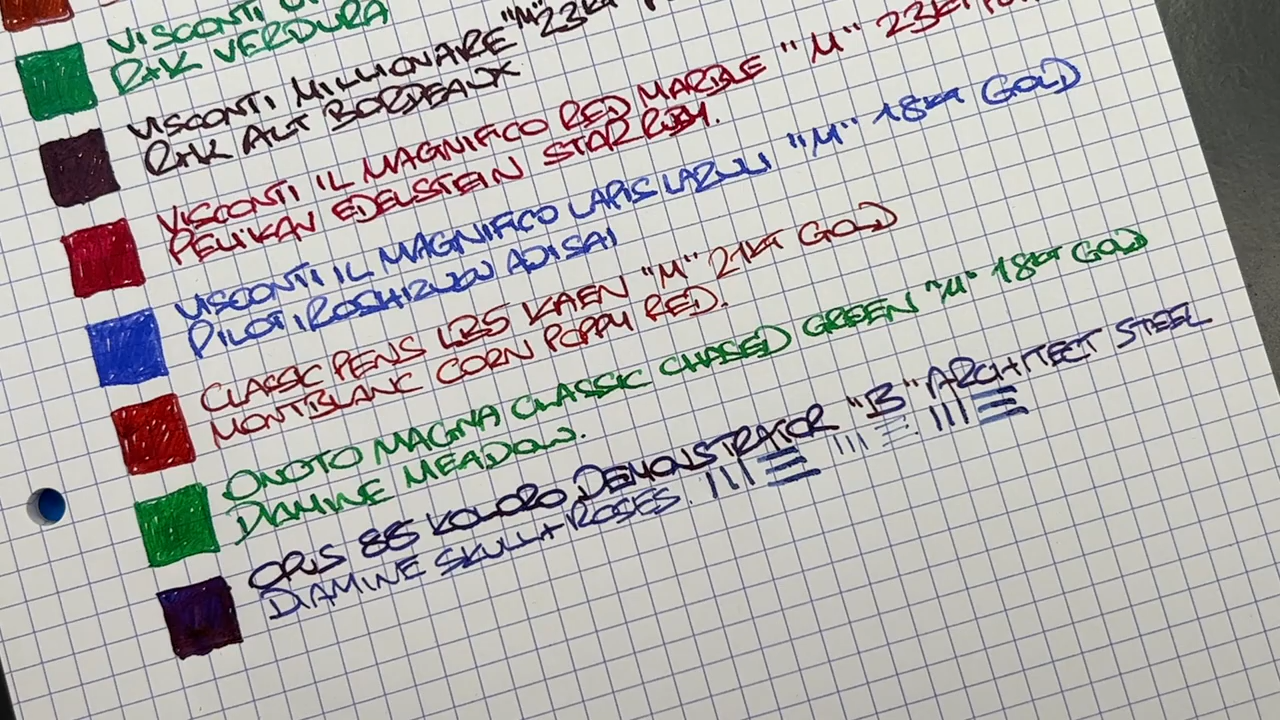 VISCONTI
R+K VERDURA
VISCONTI MILLIONARE "M" 23KT
R+K ALT BORDEAUX
VISCONTI IL MAGNIFICO RED MARBLE "M" 23KT
PELIKAN EDELSTEIN STAR RUBY.
VISCONTI IL MAGNIFICO LAPIS LAZULI "M" 18KT GOLD
PILOT IROSHIZUKU AJISAI
CLASSIC PENS LB5 KAEN "M" 21KT GOLD
MONTBLANC CORN POPPY RED.
ONOTO MAGNA CLASSIC CHASED GREEN "M" 18KT GOLD
DIAMINE MEADOW.
OPUS 88 KOLORO DEMONSTRATOR "B" ARCHITECT STEEL
DIAMINE SKULL + ROSES.